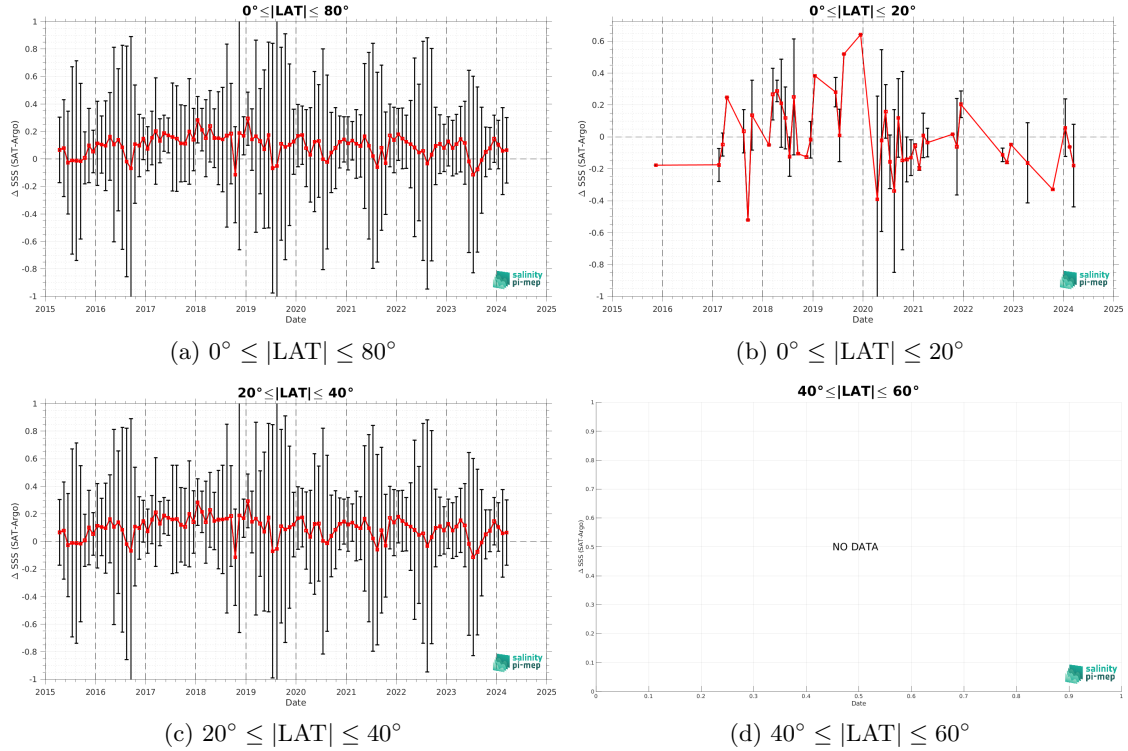 0°≤|LAT|≤ 80°
1
0.8
0.6
0.4
0.2
0
-0.2
-0.4
-0.6
-0.8
-1
Δ SSS (SAT-Argo)
2015 2016 2017 2018 2019 2020 2021 2022 2023 2024 2025
Date
salinity
pi-mep
(a) 0° ≤ |LAT| ≤ 80°
0°≤|LAT|≤ 20°
0.6
0.4
0.2
0
-0.2
-0.4
-0.6
-0.8
-1
Δ SSS (SAT-Argo)
2015 2016 2017 2018 2019 2020 2021 2022 2023 2024 2025
Date
salinity
pi-mep
(b) 0° ≤ |LAT| ≤ 20°
20°≤|LAT|≤ 40°
1
0.8
0.6
0.4
0.2
0
-0.2
-0.4
-0.6
-0.8
-1
Δ SSS (SAT-Argo)
2015 2016 2017 2018 2019 2020 2021 2022 2023 2024 2025
Date
salinity
pi-mep
(c) 20° ≤ |LAT| ≤ 40°
40°≤|LAT|≤ 60°
1
0.9
0.8
0.7
0.6
0.5
0.4
0.3
0.2
0.1
0
Δ SSS (SAT-Argo)
NO DATA
0 0.1 0.2 0.3 0.4 0.5 0.6 0.7 0.8 0.9 1
Date
salinity
pi-mep
(d) 40° ≤ |LAT| ≤ 60°